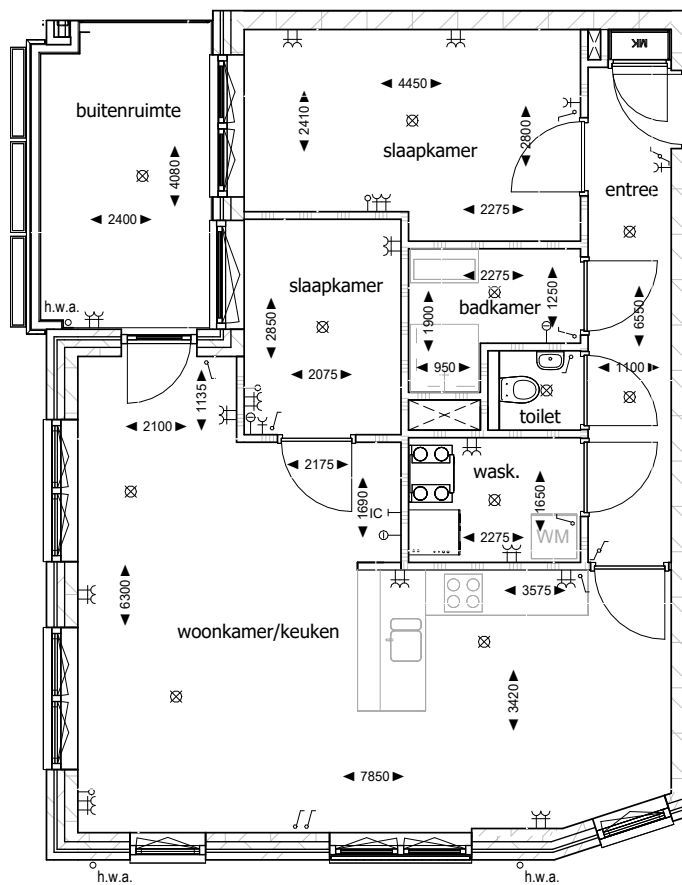 MK
4450
buitenruimte
2410
slaapkamer
2800
4080
entree
2400
2275
slaapkamer
2275
badkamer
1250
h.w.a.
2850
1900
6550
2075
950
1100
1135
toilet
2100
2175
wask.
1690
IC
1650
2275
WM
6300
3575
woonkamer/keuken
3420
7850
h.w.a.
h.w.a.